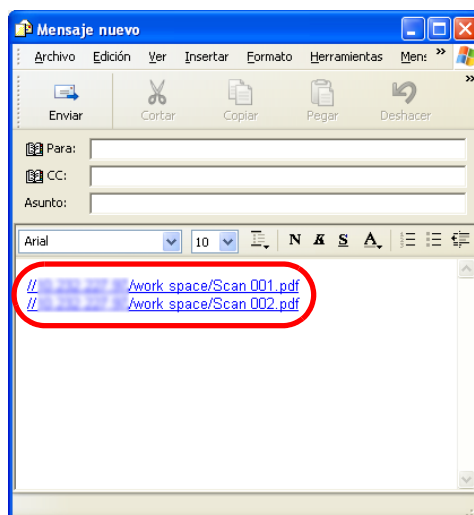 Mensaje nuevo
Archivo Edición Ver Insertar Formato Herramientas Men: »
»
Enviar Cortar Copiar Pegar Deshacer
Para:
CC:
Asunto:
Arial 10 N K S A
// /work space/Scan 001.pdf
// /work space/Scan 002.pdf